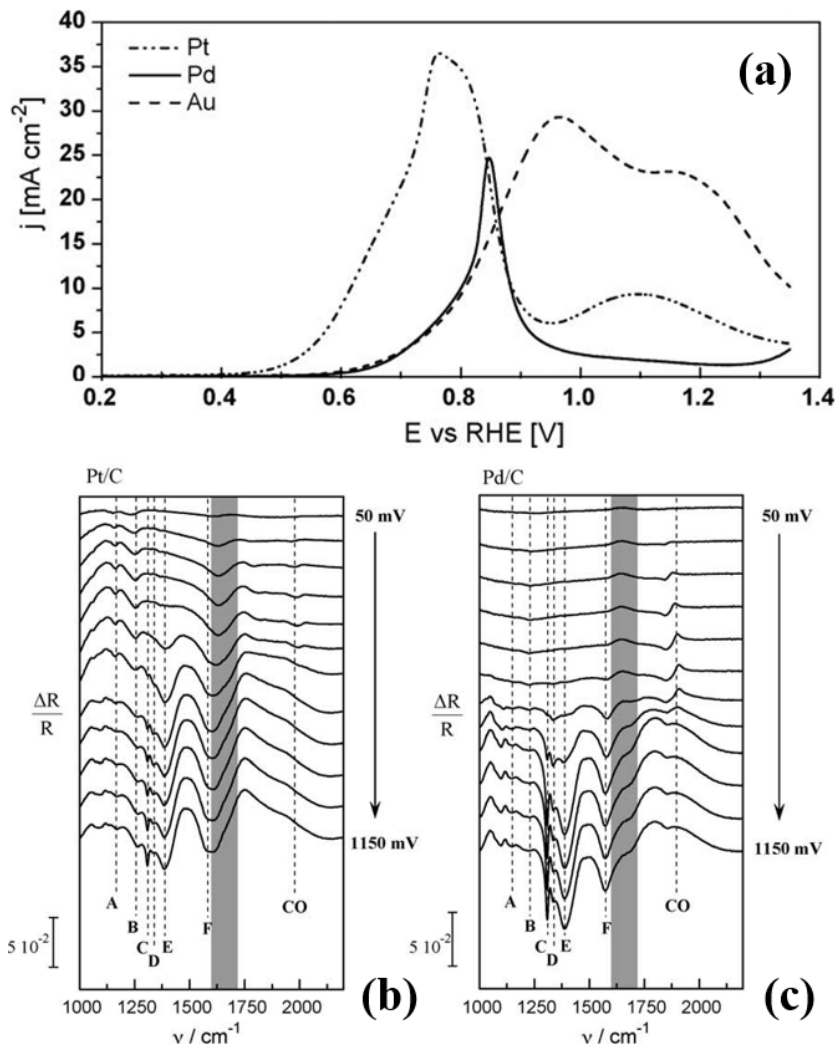 40
35
30
25
20
15
10
5
0
j [mA cm-2]
Pt
Pd
Au
(a)
0.2 0.4 0.6 0.8 1.0 1.2 1.4
E vs RHE [V]
Pt/C
50 mV
1150 mV
ΔR
R
5 10-2
A
B
C
D
E
F
CO
1000 1250 1500 1750 2000
ν / cm-1
(b)
Pd/C
50 mV
1150 mV
ΔR
R
5 10-2
A
B
C
D
E
F
CO
1000 1250 1500 1750 2000
ν / cm-1
(c)